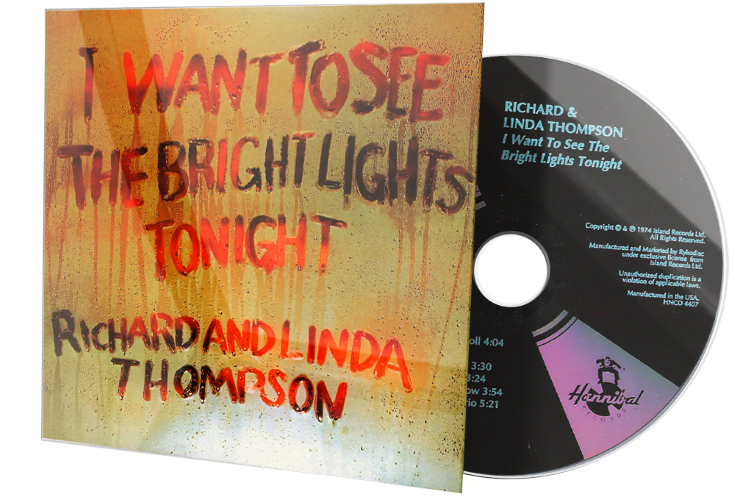 I WANT TO SEE
THE BRIGHT LIGHTS
TONIGHT
RICHARD AND LINDA
THOMPSON
RICHARD &
LINDA THOMPSON
I Want To See The
Bright Lights Tonight
Copyright © & ℗ 1974 Island Records Ltd.
All Rights Reserved.
Manufactured and Marketed by Rykodisc
under exclusive license from
Island Records Ltd.
Unauthorized duplication is a
violation of applicable laws.
Manufactured in the USA.
HNCD 4407
oll 4:04
3:30
3:24
ow 3:54
rio 5:21
Hannibal
RECORDS